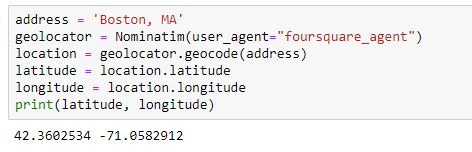 address = 'Boston, MA'
geolocator = Nominatim(user_agent="foursquare_agent")
location = geolocator.geocode(address)
latitude = location.latitude
longitude = location.longitude
print(latitude, longitude)
42.3602534 -71.0582912